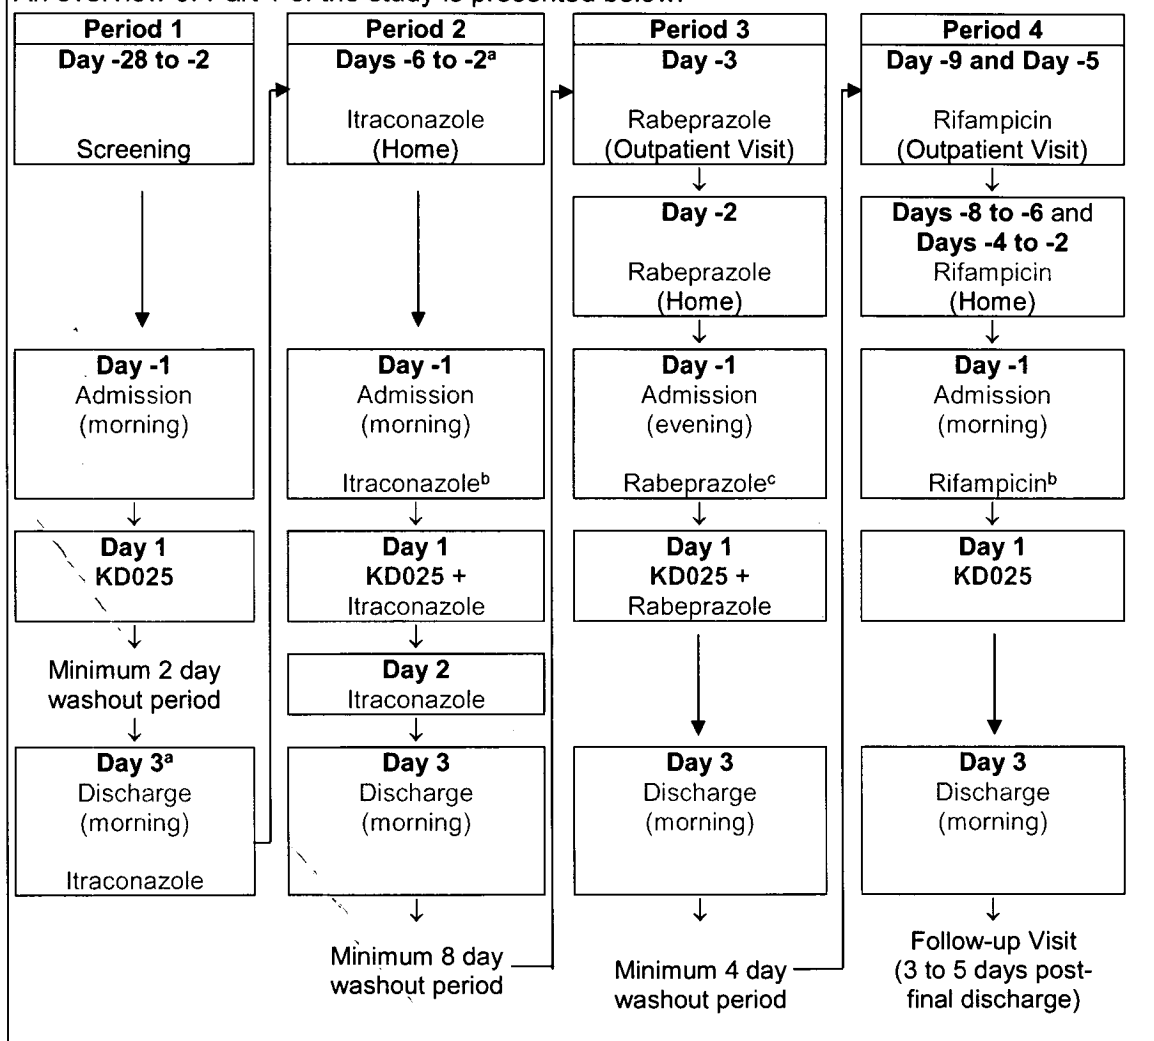 An overview of Part 1 of the study is presented below:
Period 1
Day -28 to -2
Screening
Day -1
Admission
(morning)
Day 1
KD025
Minimum 2 day
washout period
Day 3ᵃ
Discharge
(morning)
Itraconazole
Period 2
Days -6 to -2ᵃ
Itraconazole
(Home)
Day -1
Admission
(morning)
Itraconazoleᵇ
Day 1
KD025 +
Itraconazole
Day 2
Itraconazole
Day 3
Discharge
(morning)
Minimum 8 day
washout period
Period 3
Day -3
Rabeprazole
(Outpatient Visit)
Day -2
Rabeprazole
(Home)
Day -1
Admission
(evening)
Rabeprazoleᶜ
Day 1
KD025 +
Rabeprazole
Day 3
Discharge
(morning)
Minimum 4 day
washout period
Period 4
Day -9 and Day -5
Rifampicin
(Outpatient Visit)
Days -8 to -6 and
Days -4 to -2
Rifampicin
(Home)
Day -1
Admission
(morning)
Rifampicinᵇ
Day 1
KD025
Day 3
Discharge
(morning)
Follow-up Visit
(3 to 5 days post-
final discharge)